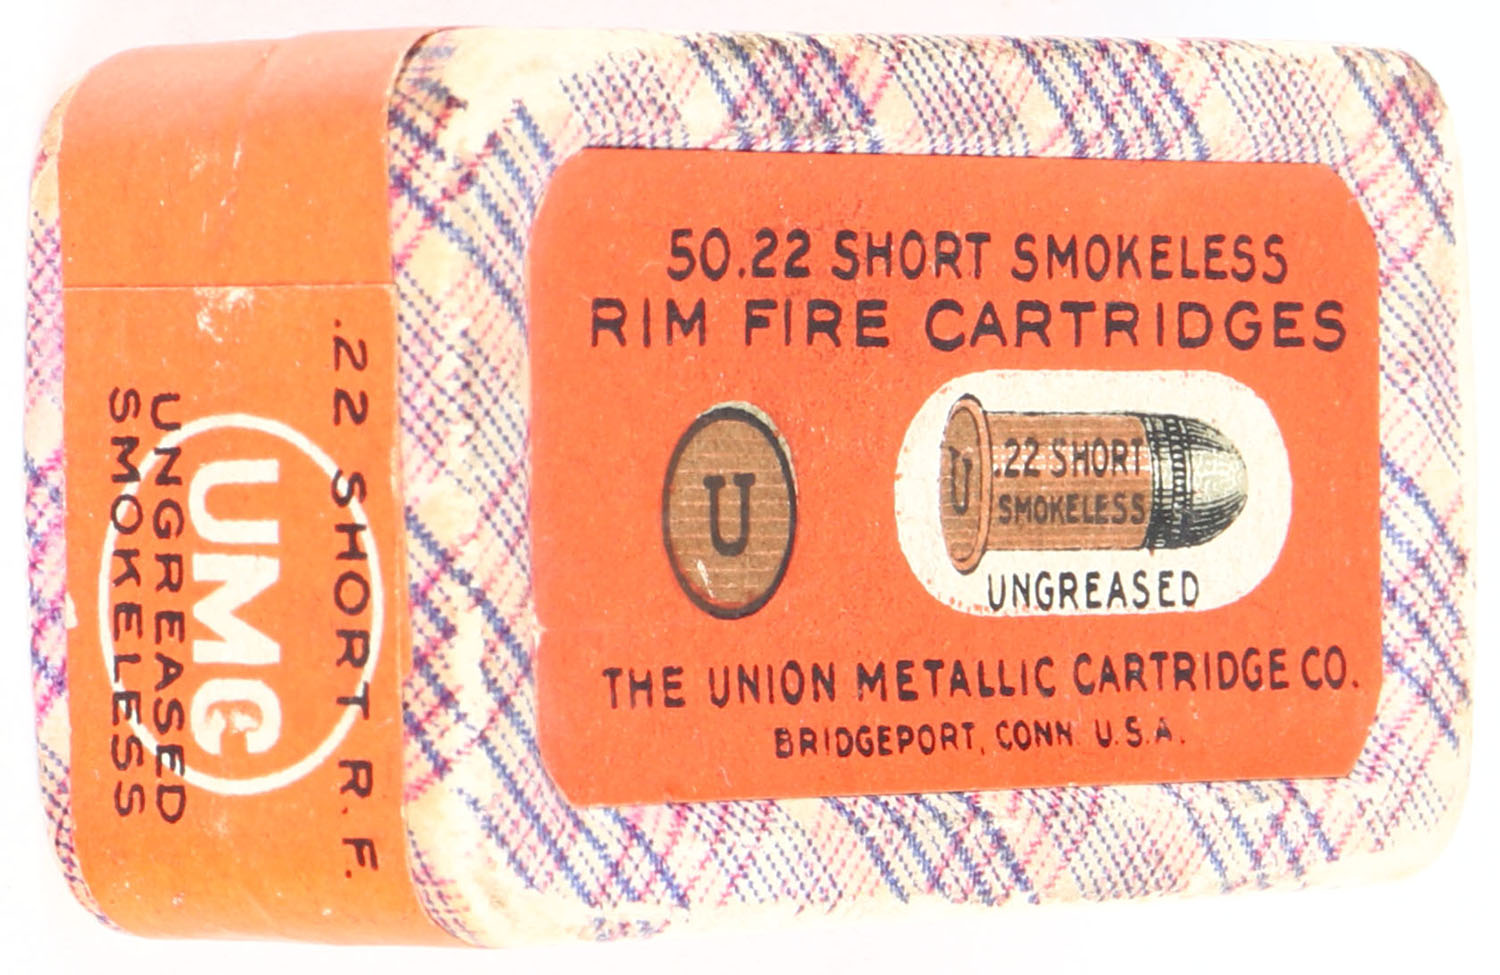 50.22 SHORT SMOKELESS
RIM FIRE CARTRIDGES
U
U
.22 SHORT
SMOKELESS
UNGREASED
THE UNION METALLIC CARTRIDGE CO.
BRIDGEPORT, CONN. U.S.A.
.22 SHORT R.F.
UMC
UNGREASED
SMOKELESS